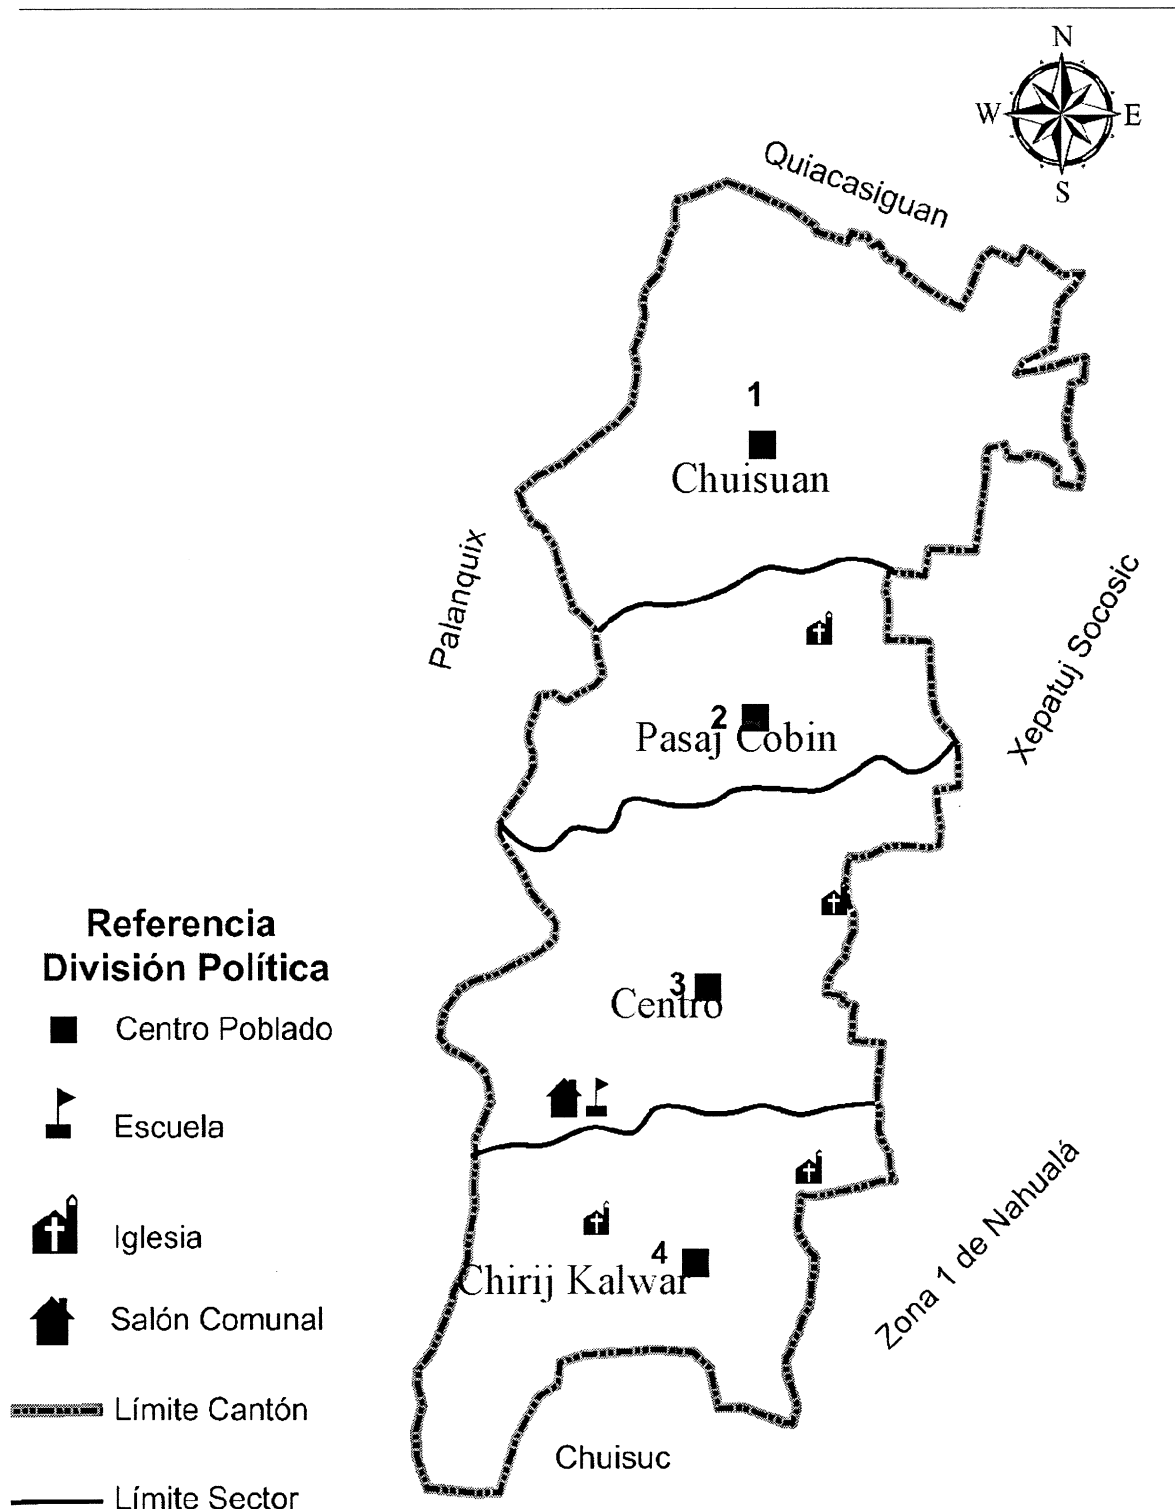 N
W
E
S
Quiacasiguan
1
Chuisuan
Palanquix
Xepatuj Socosic
2
Pasaj Cobin
3
Centro
4
Chirij Kalwar
Zona 1 de Nahualá
Chuisuc
Referencia
División Política
Centro Poblado
Escuela
Iglesia
Salón Comunal
Límite Cantón
Límite Sector